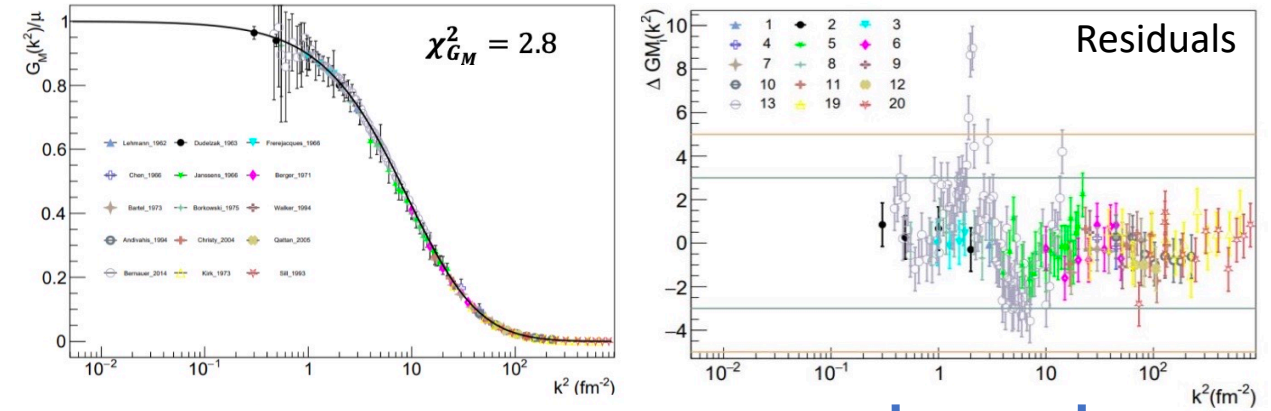 G_M(k²)/μ
1
0.8
0.6
0.4
0.2
0
χ²_{G_M} = 2.8
Lehmann_1962 Dudelzak_1963 Frerejacques_1966
Chen_1966 Janssens_1966 Berger_1971
Bartel_1973 Borkowski_1975 Walker_1994
Andivahis_1994 Christy_2004 Qattan_2005
Bernauer_2014 Kirk_1973 Sill_1993
10⁻² 10⁻¹ 1 10 10²
k² (fm⁻²)
Δ GM_i(k²)
Residuals
10
8
6
4
2
0
−2
−4
1 2 3
4 5 6
7 8 9
10 11 12
13 19 20
10⁻² 10⁻¹ 1 10 10²
k²(fm⁻²)